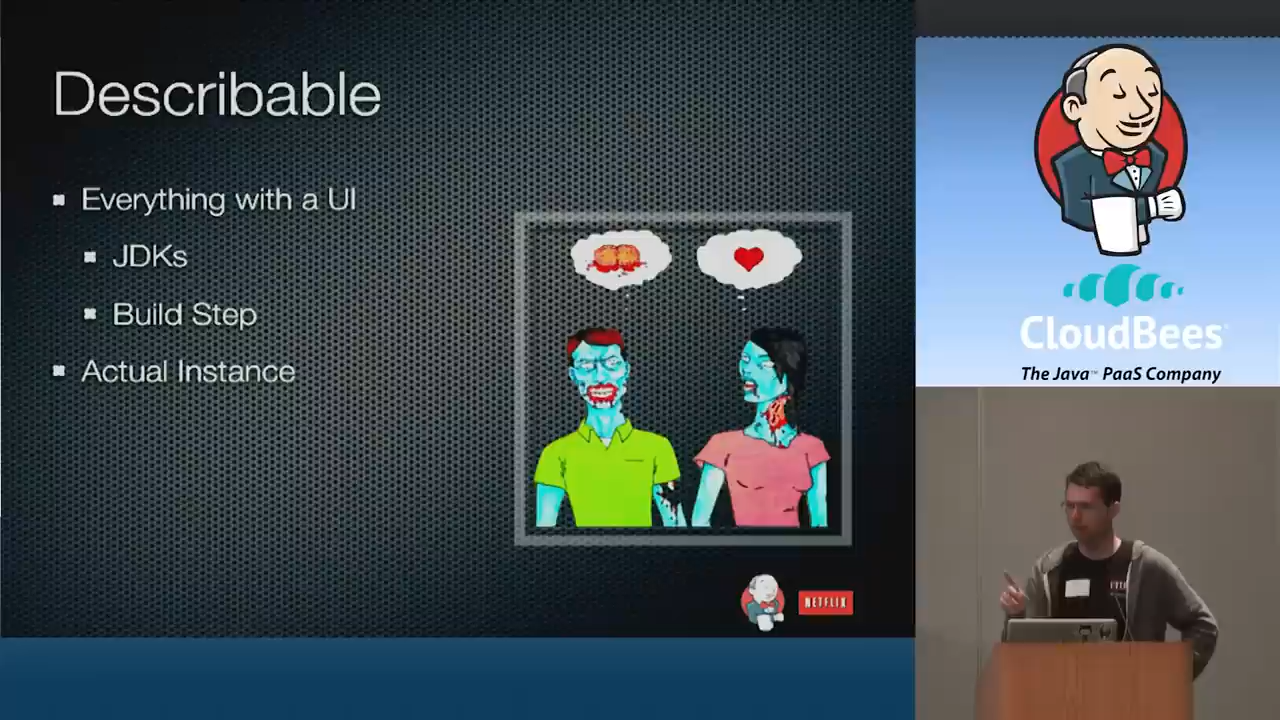 Describable
Everything with a UI
JDKs
Build Step
Actual Instance
NETFLIX
CloudBees
The Java™ PaaS Company